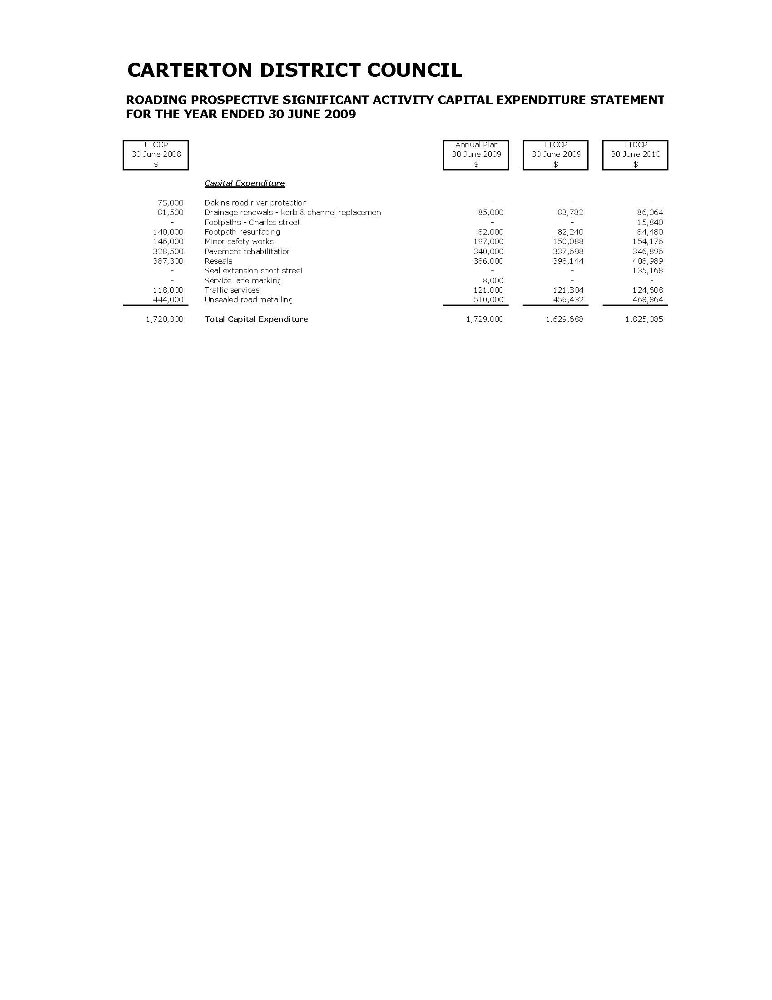 CARTERTON DISTRICT COUNCIL
ROADING PROSPECTIVE SIGNIFICANT ACTIVITY CAPITAL EXPENDITURE STATEMENT
FOR THE YEAR ENDED 30 JUNE 2009
LTCCP Annual Plan LTCCP LTCCP
30 June 2008 30 June 2009 30 June 2009 30 June 2010
$ $ $ $
Capital Expenditure
75,000 Dakins road river protection - - -
81,500 Drainage renewals - kerb & channel replacemen 85,000 83,782 86,064
- Footpaths - Charles street - - 15,840
140,000 Footpath resurfacing 82,000 82,240 84,480
146,000 Minor safety works 197,000 150,088 154,176
328,500 Pavement rehabilitation 340,000 337,698 346,896
387,300 Reseals 386,000 398,144 408,989
- Seal extension short street - - 135,168
- Service lane marking 8,000 - -
118,000 Traffic services 121,000 121,304 124,608
444,000 Unsealed road metalling 510,000 456,432 468,864
1,720,300 Total Capital Expenditure 1,729,000 1,629,688 1,825,085